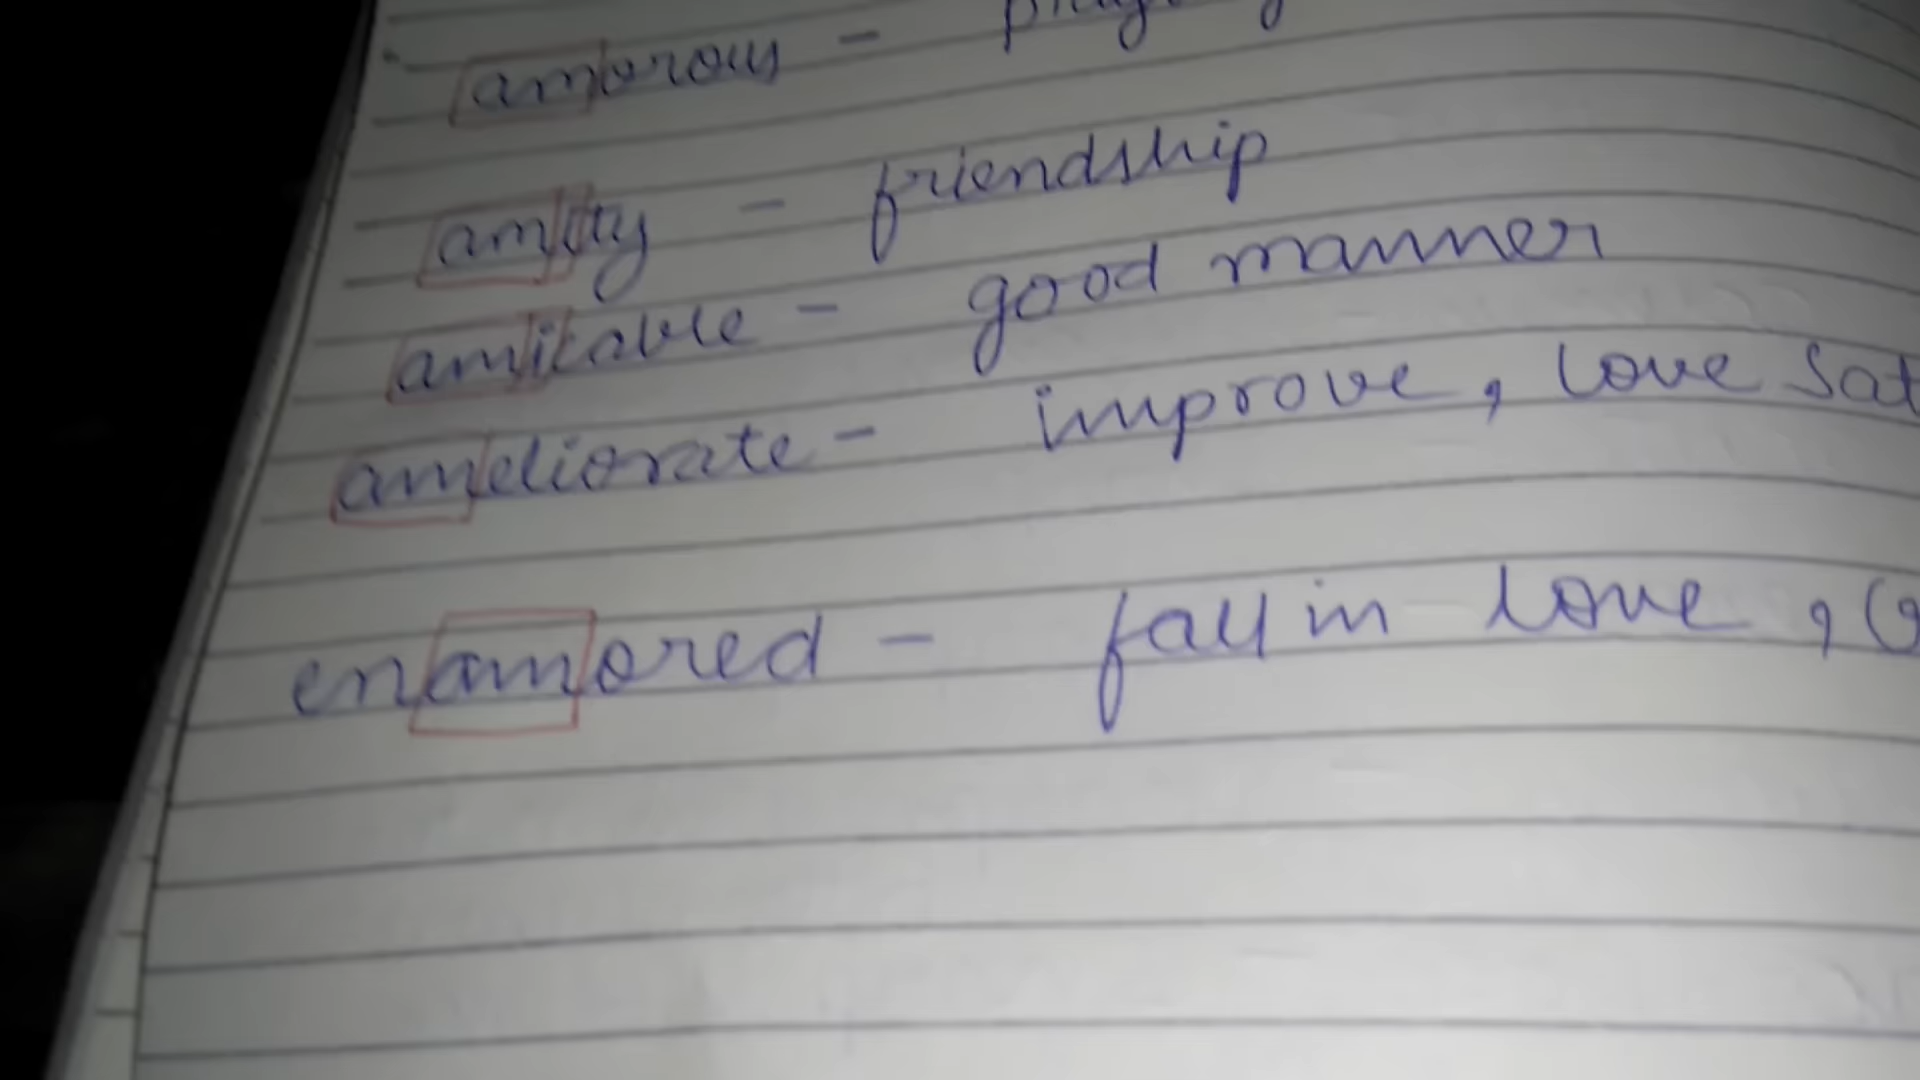 amorous -
amity - friendship
amicable - good manner
ameliorate - improve, love
enamored - fall in love,